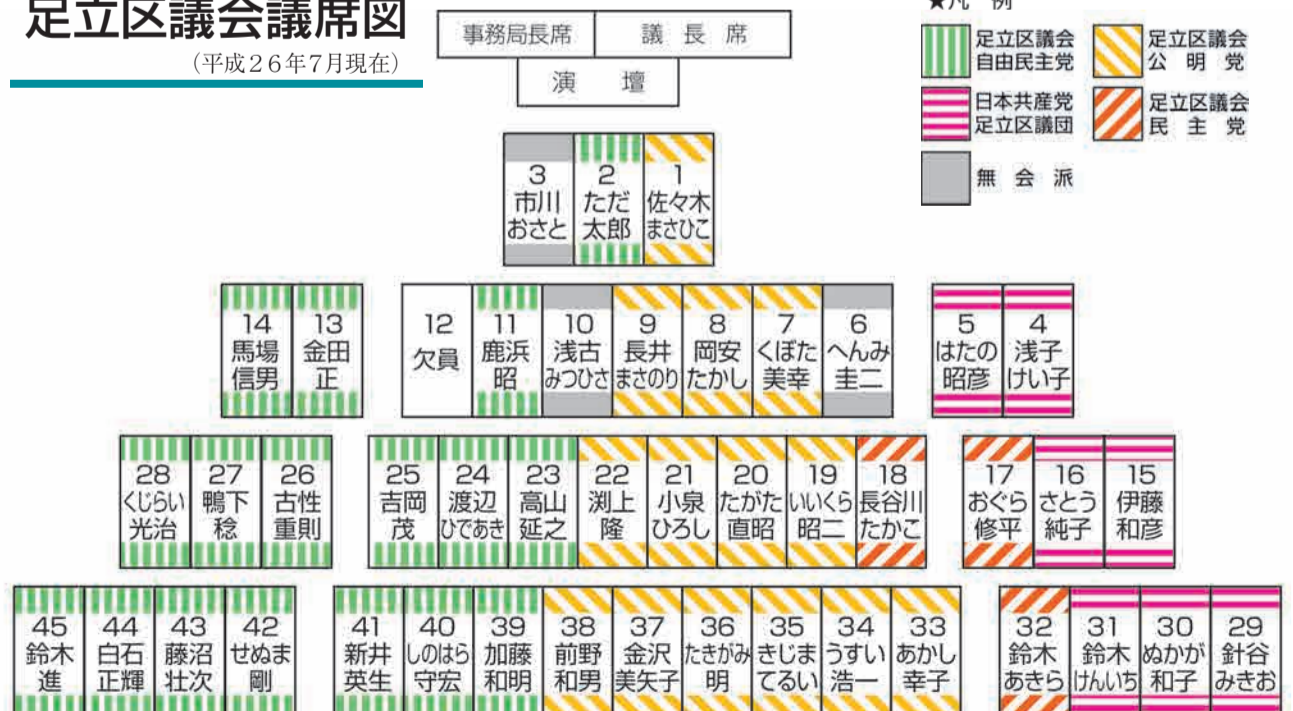 足立区議会議席図
(平成26年7月現在)
事務局長席
議長席
演壇
★凡例
足立区議会
自由民主党
足立区議会
公明党
日本共産党
足立区議団
足立区議会
民主党
無会派
3
市川
おさと
2
ただ
太郎
1
佐々木
まさひこ
14
馬場
信男
13
金田
正
12
欠員
11
鹿浜
昭
10
浅古
みつひさ
9
長井
まさのり
8
岡安
たかし
7
くぼた
美幸
6
へんみ
圭二
5
はたの
昭彦
4
浅子
けい子
28
くじらい
光治
27
鴨下
稔
26
古性
重則
25
吉岡
茂
24
渡辺
ひであき
23
高山
延之
22
渕上
隆
21
小泉
ひろし
20
たがた
直昭
19
いいくら
昭二
18
長谷川
たかこ
17
おぐら
修平
16
さとう
純子
15
伊藤
和彦
45
鈴木
進
44
白石
正輝
43
藤沼
壮次
42
せぬま
剛
41
新井
英生
40
しのはら
守宏
39
加藤
和明
38
前野
和男
37
金沢
美矢子
36
たきがみ
明
35
きじま
てるい
34
うすい
浩一
33
あかし
幸子
32
鈴木
あきら
31
鈴木
けんいち
30
ぬかが
和子
29
針谷
みきお